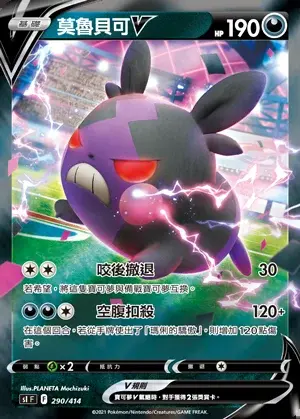 基礎 莫魯貝可V HP190
咬後撤退 30
若希望，將這隻寶可夢與備戰寶可夢互換。
空腹扣殺 120+
在這個回合，若從手牌使出了「瑪俐的驕傲」，則增加120點傷
害。
弱點 ×2 抵抗力 撤退
V規則
寶可夢V昏厥時，對手獲得2張獎賞卡。
Illus.PLANETA Mochizuki
sI F F 290/414
©2021 Pokémon/Nintendo/Creatures/GAME FREAK